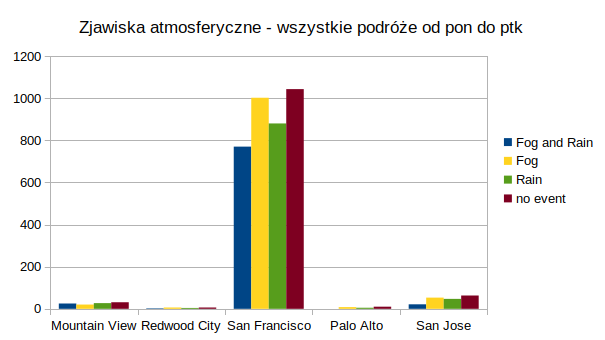 Zjawiska atmosferyczne - wszystkie podróże od pon do ptk
1200
1000
800
600
400
200
0
Mountain View Redwood City San Francisco Palo Alto San Jose
Fog and Rain
Fog
Rain
no event